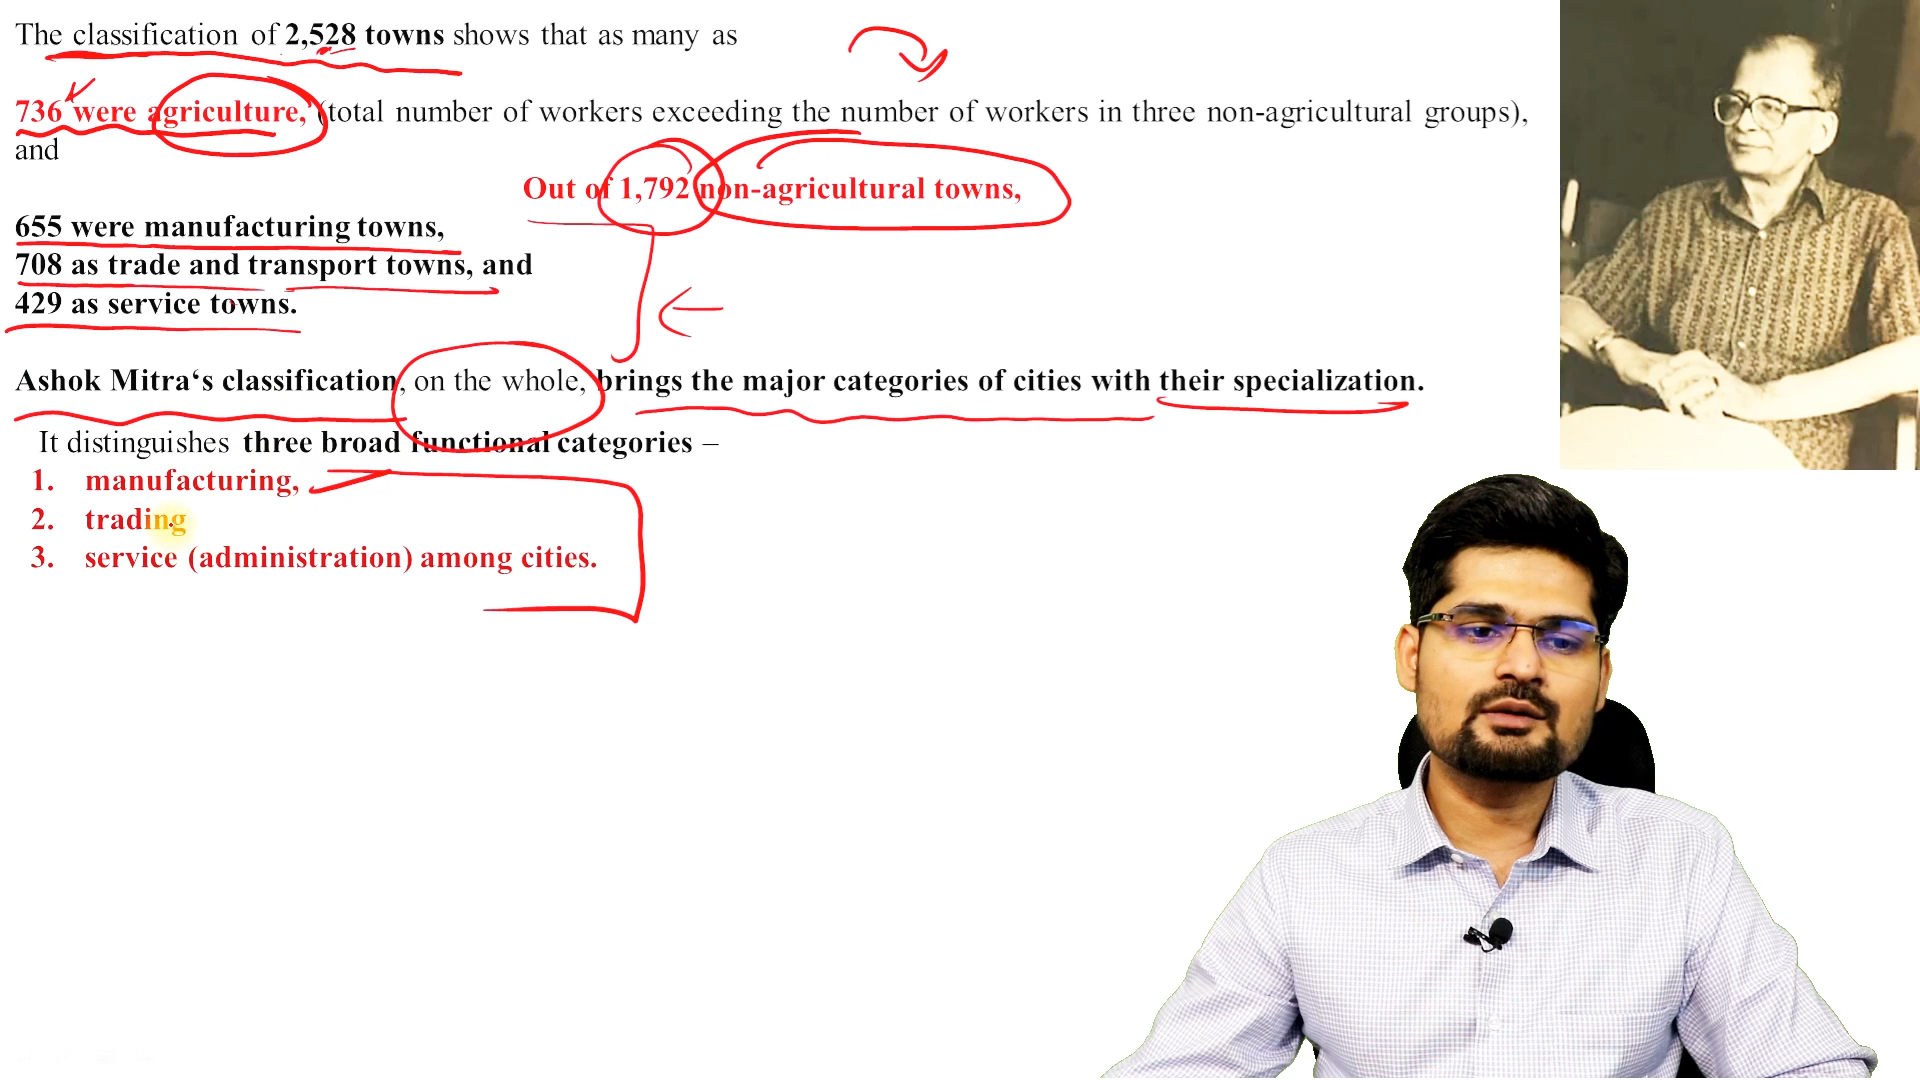 The classification of 2,528 towns shows that as many as
736 were agriculture, (total number of workers exceeding the number of workers in three non-agricultural groups),
and
Out of 1,792 non-agricultural towns,
655 were manufacturing towns,
708 as trade and transport towns, and
429 as service towns.
Ashok Mitra‘s classification, on the whole, brings the major categories of cities with their specialization.
It distinguishes three broad functional categories –
1. manufacturing,
2. trading
3. service (administration) among cities.